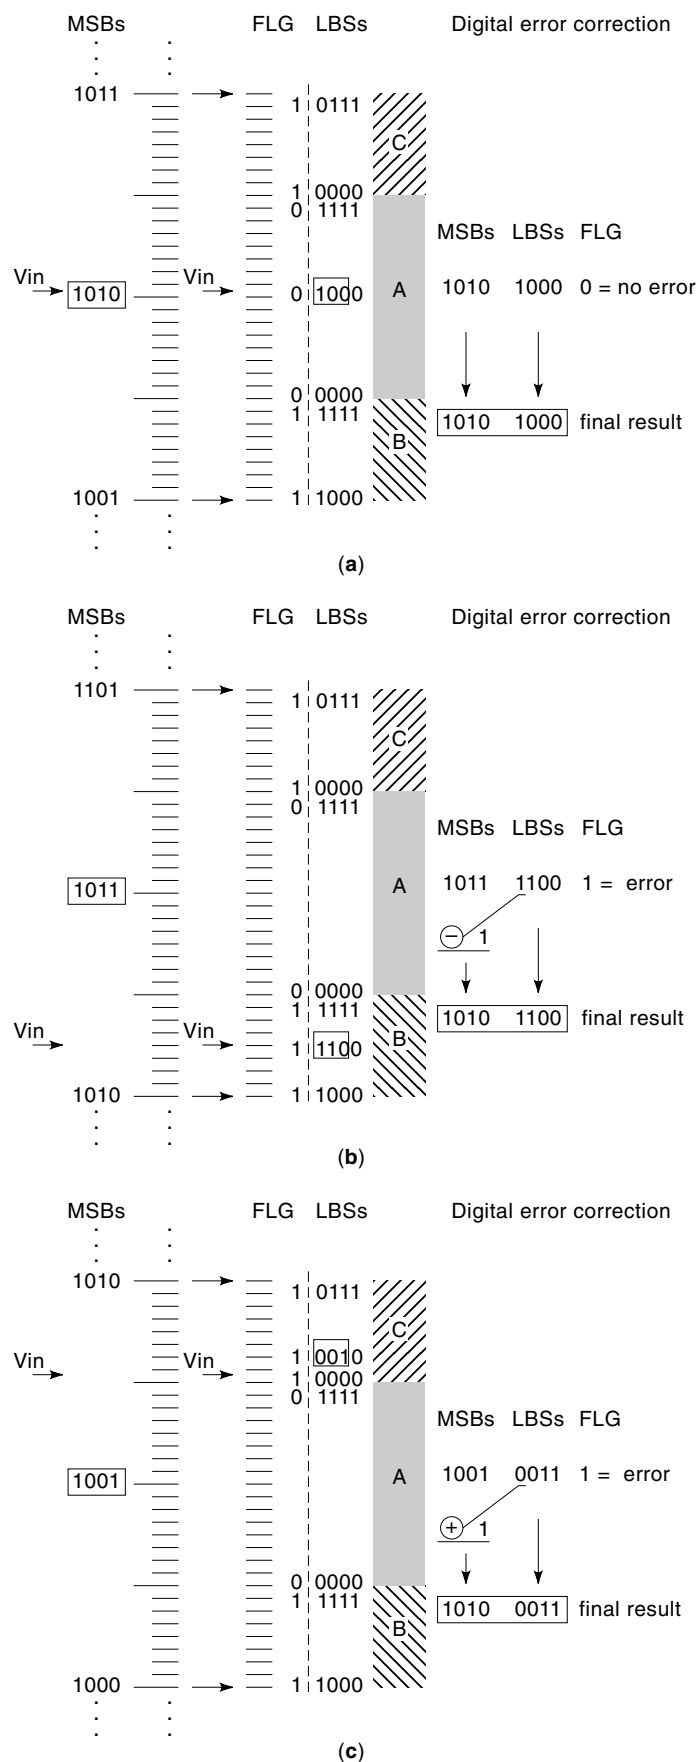 MSBs FLG LBSs Digital error correction
1011
1 0111
C
1 0000
0 1111
MSBs LBSs FLG
Vin 1010 Vin 0 1000 A 1010 1000 0 = no error
0 0000
1 1111
1010 1000 final result
B
1001 1 1000
(a)
MSBs FLG LBSs Digital error correction
1101
1 0111
C
1 0000
0 1111
MSBs LBSs FLG
1011 A 1011 1100 1 = error
− 1
0 0000
1 1111
1010 1100 final result
Vin Vin 1 1100 B
1010 1 1000
(b)
MSBs FLG LBSs Digital error correction
1010
1 0111
C
Vin Vin 1 0010
1 0000
0 1111
MSBs LBSs FLG
1001 A 1001 0011 1 = error
+ 1
0 0000
1 1111
1010 0011 final result
B
1000 1 1000
(c)